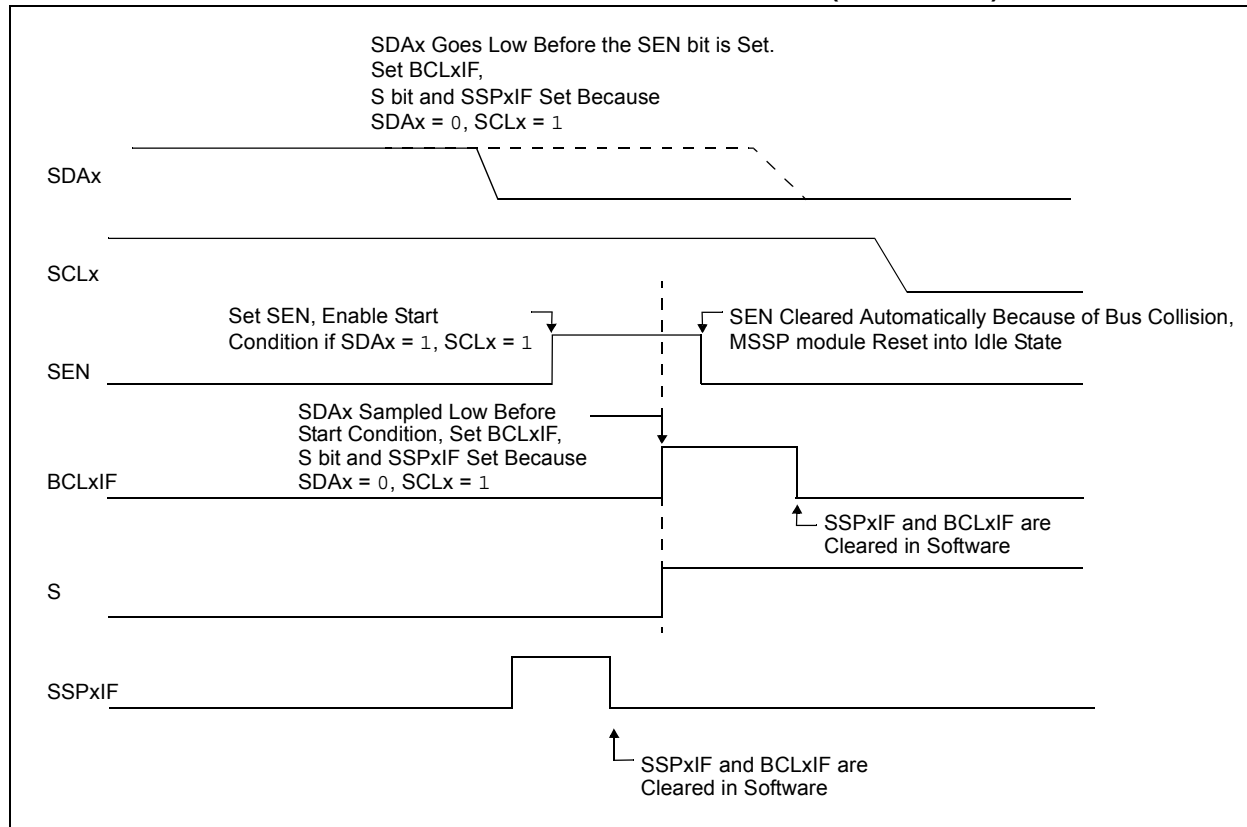 SDAx Goes Low Before the SEN bit is Set.
Set BCLxIF,
S bit and SSPxIF Set Because
SDAx = 0, SCLx = 1
SDAx
SCLx
Set SEN, Enable Start
Condition if SDAx = 1, SCLx = 1
SEN Cleared Automatically Because of Bus Collision,
MSSP module Reset into Idle State
SEN
SDAx Sampled Low Before
Start Condition, Set BCLxIF,
S bit and SSPxIF Set Because
SDAx = 0, SCLx = 1
BCLxIF
SSPxIF and BCLxIF are
Cleared in Software
S
SSPxIF
SSPxIF and BCLxIF are
Cleared in Software